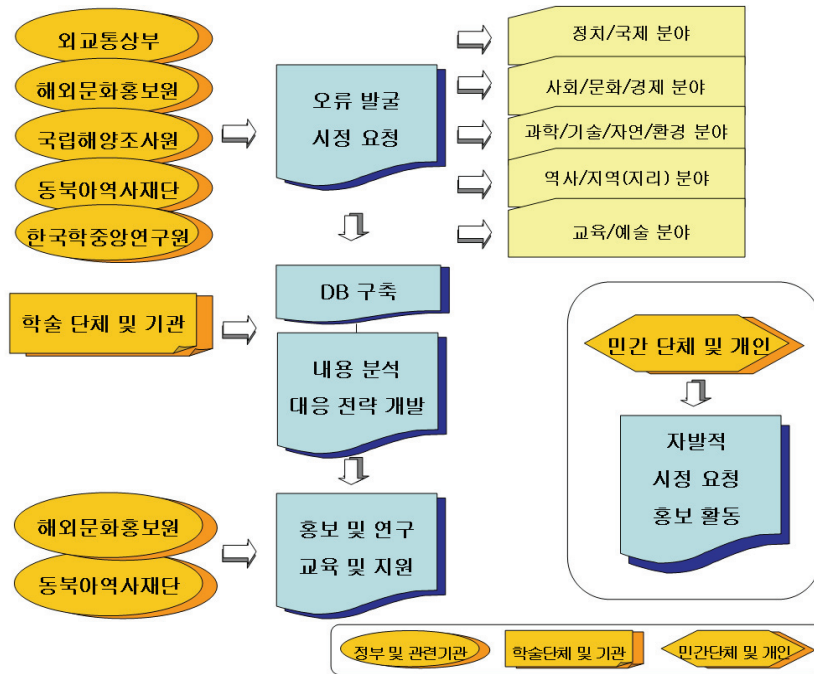 외교통상부
해외문화홍보원
국립해양조사원
동북아역사재단
한국학중앙연구원
오류 발굴
시정 요청
정치/국제 분야
사회/문화/경제 분야
과학/기술/자연/환경 분야
역사/지역(지리) 분야
교육/예술 분야
학술 단체 및 기관
DB 구축
내용 분석
대응 전략 개발
민간 단체 및 개인
자발적
시정 요청
홍보 활동
해외문화홍보원
동북아역사재단
홍보 및 연구
교육 및 지원
정부 및 관련기관
학술단체 및 기관
민간단체 및 개인